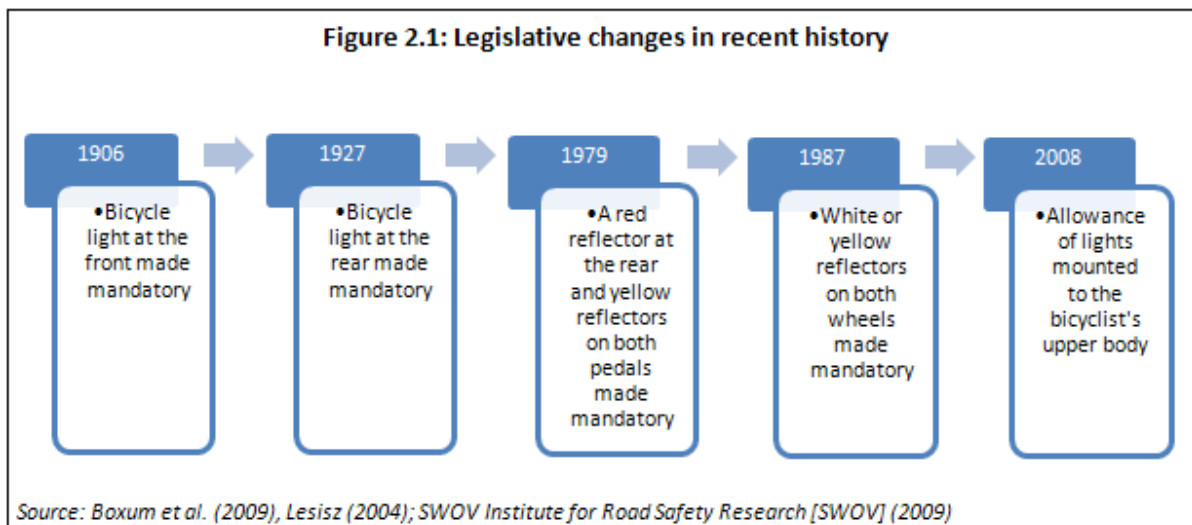 Figure 2.1: Legislative changes in recent history
1906
•Bicycle
light at the
front made
mandatory
1927
•Bicycle
light at the
rear made
mandatory
1979
•A red
reflector at
the rear
and yellow
reflectors
on both
pedals
made
mandatory
1987
•White or
yellow
reflectors
on both
wheels
made
mandatory
2008
•Allowance
of lights
mounted
to the
bicyclist's
upper body
Source: Boxum et al. (2009), Lesisz (2004); SWOV Institute for Road Safety Research [SWOV] (2009)